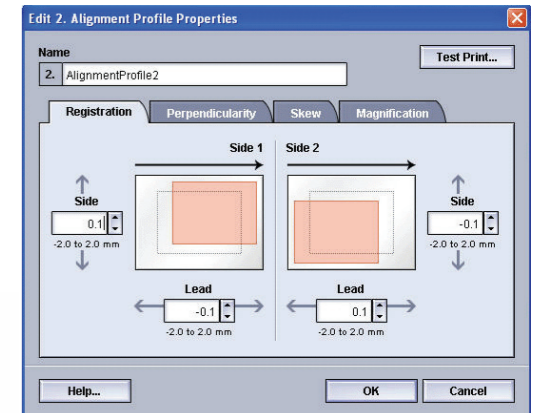 Edit 2. Alignment Profile Properties
Name
2. AlignmentProfile2
Test Print...
Registration Perpendicularity Skew Magnification
Side 1 Side 2
Side
0.1
-2.0 to 2.0 mm
Side
-0.1
-2.0 to 2.0 mm
Lead
-0.1
-2.0 to 2.0 mm
Lead
0.1
-2.0 to 2.0 mm
Help... OK Cancel